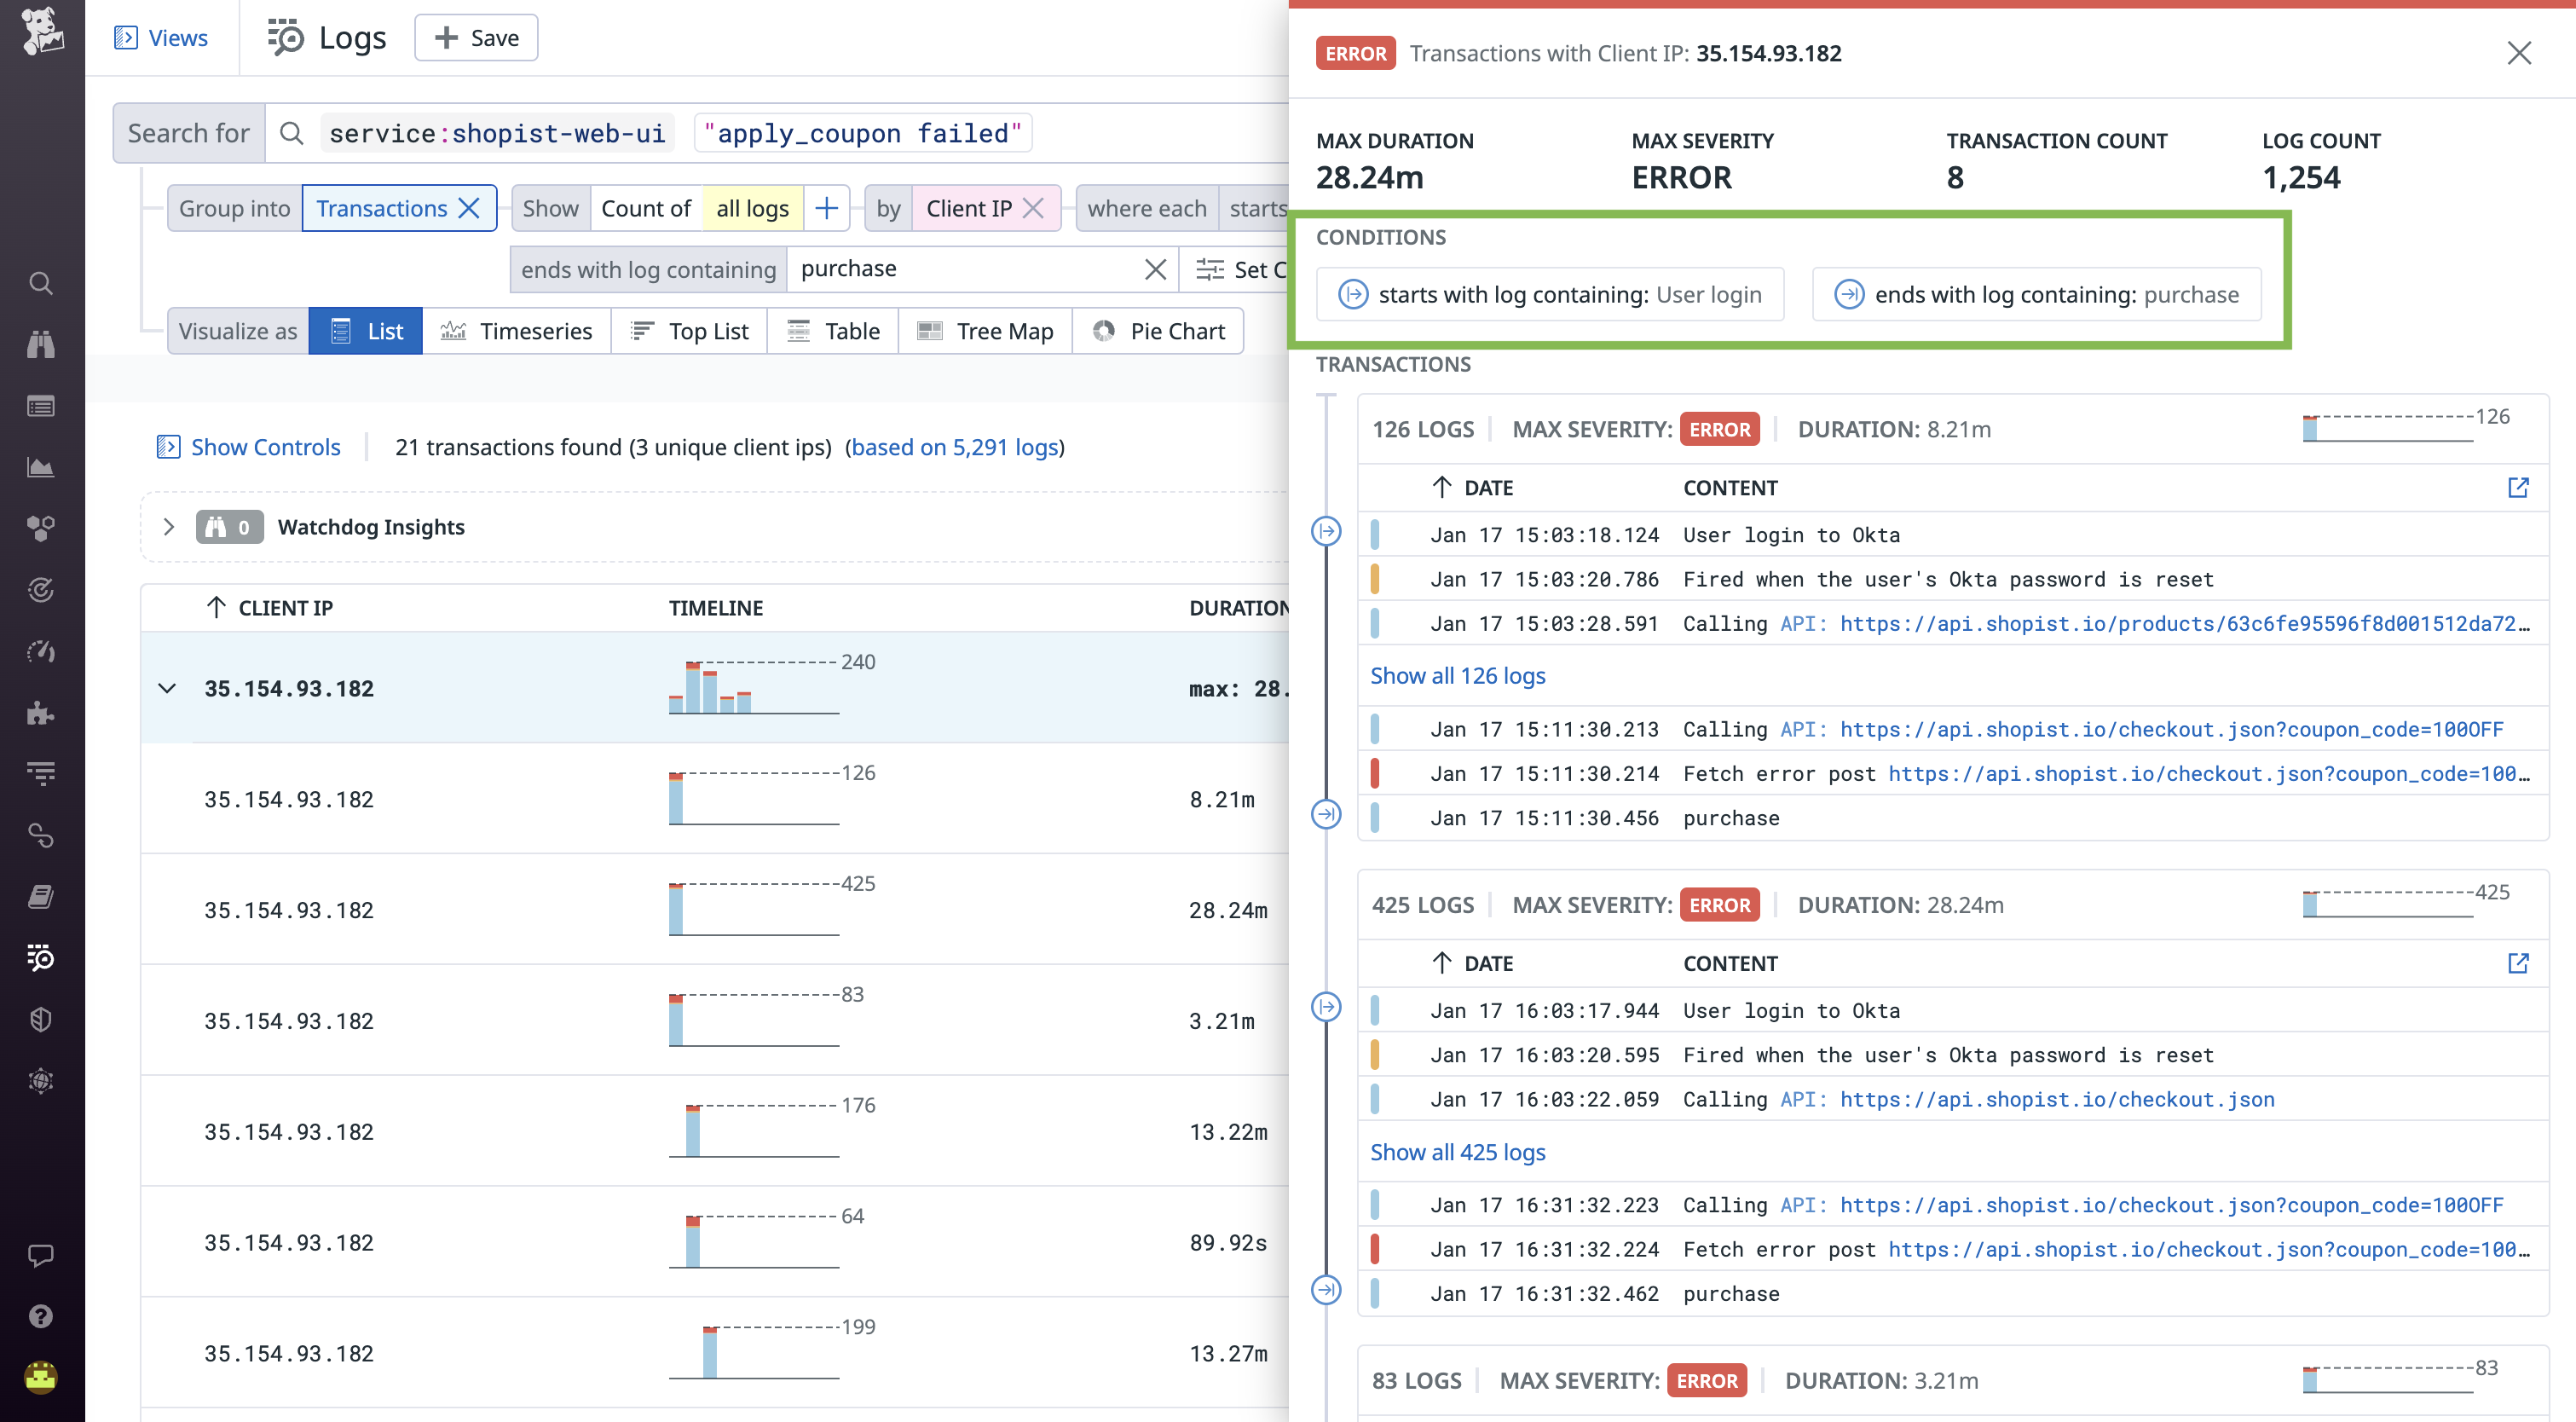 Views
Logs
+ Save
Search for service:shopist-web-ui "apply_coupon failed"
Group into Transactions Show Count of all logs + by Client IP where each starts
ends with log containing purchase Set C
Visualize as List Timeseries Top List Table Tree Map Pie Chart
Show Controls 21 transactions found (3 unique client ips) (based on 5,291 logs)
0 Watchdog Insights
CLIENT IP TIMELINE DURATION
35.154.93.182 240 max: 28.
35.154.93.182 126 8.21m
35.154.93.182 425 28.24m
35.154.93.182 83 3.21m
35.154.93.182 176 13.22m
35.154.93.182 64 89.92s
35.154.93.182 199 13.27m
ERROR Transactions with Client IP: 35.154.93.182
MAX DURATION MAX SEVERITY TRANSACTION COUNT LOG COUNT
28.24m ERROR 8 1,254
CONDITIONS
starts with log containing: User login ends with log containing: purchase
TRANSACTIONS
126 LOGS MAX SEVERITY: ERROR DURATION: 8.21m 126
DATE CONTENT
Jan 17 15:03:18.124 User login to Okta
Jan 17 15:03:20.786 Fired when the user's Okta password is reset
Jan 17 15:03:28.591 Calling API: https://api.shopist.io/products/63c6fe95596f8d001512da72…
Show all 126 logs
Jan 17 15:11:30.213 Calling API: https://api.shopist.io/checkout.json?coupon_code=100OFF
Jan 17 15:11:30.214 Fetch error post https://api.shopist.io/checkout.json?coupon_code=100…
Jan 17 15:11:30.456 purchase
425 LOGS MAX SEVERITY: ERROR DURATION: 28.24m 425
DATE CONTENT
Jan 17 16:03:17.944 User login to Okta
Jan 17 16:03:20.595 Fired when the user's Okta password is reset
Jan 17 16:03:22.059 Calling API: https://api.shopist.io/checkout.json
Show all 425 logs
Jan 17 16:31:32.223 Calling API: https://api.shopist.io/checkout.json?coupon_code=100OFF
Jan 17 16:31:32.224 Fetch error post https://api.shopist.io/checkout.json?coupon_code=100…
Jan 17 16:31:32.462 purchase
83 LOGS MAX SEVERITY: ERROR DURATION: 3.21m 83